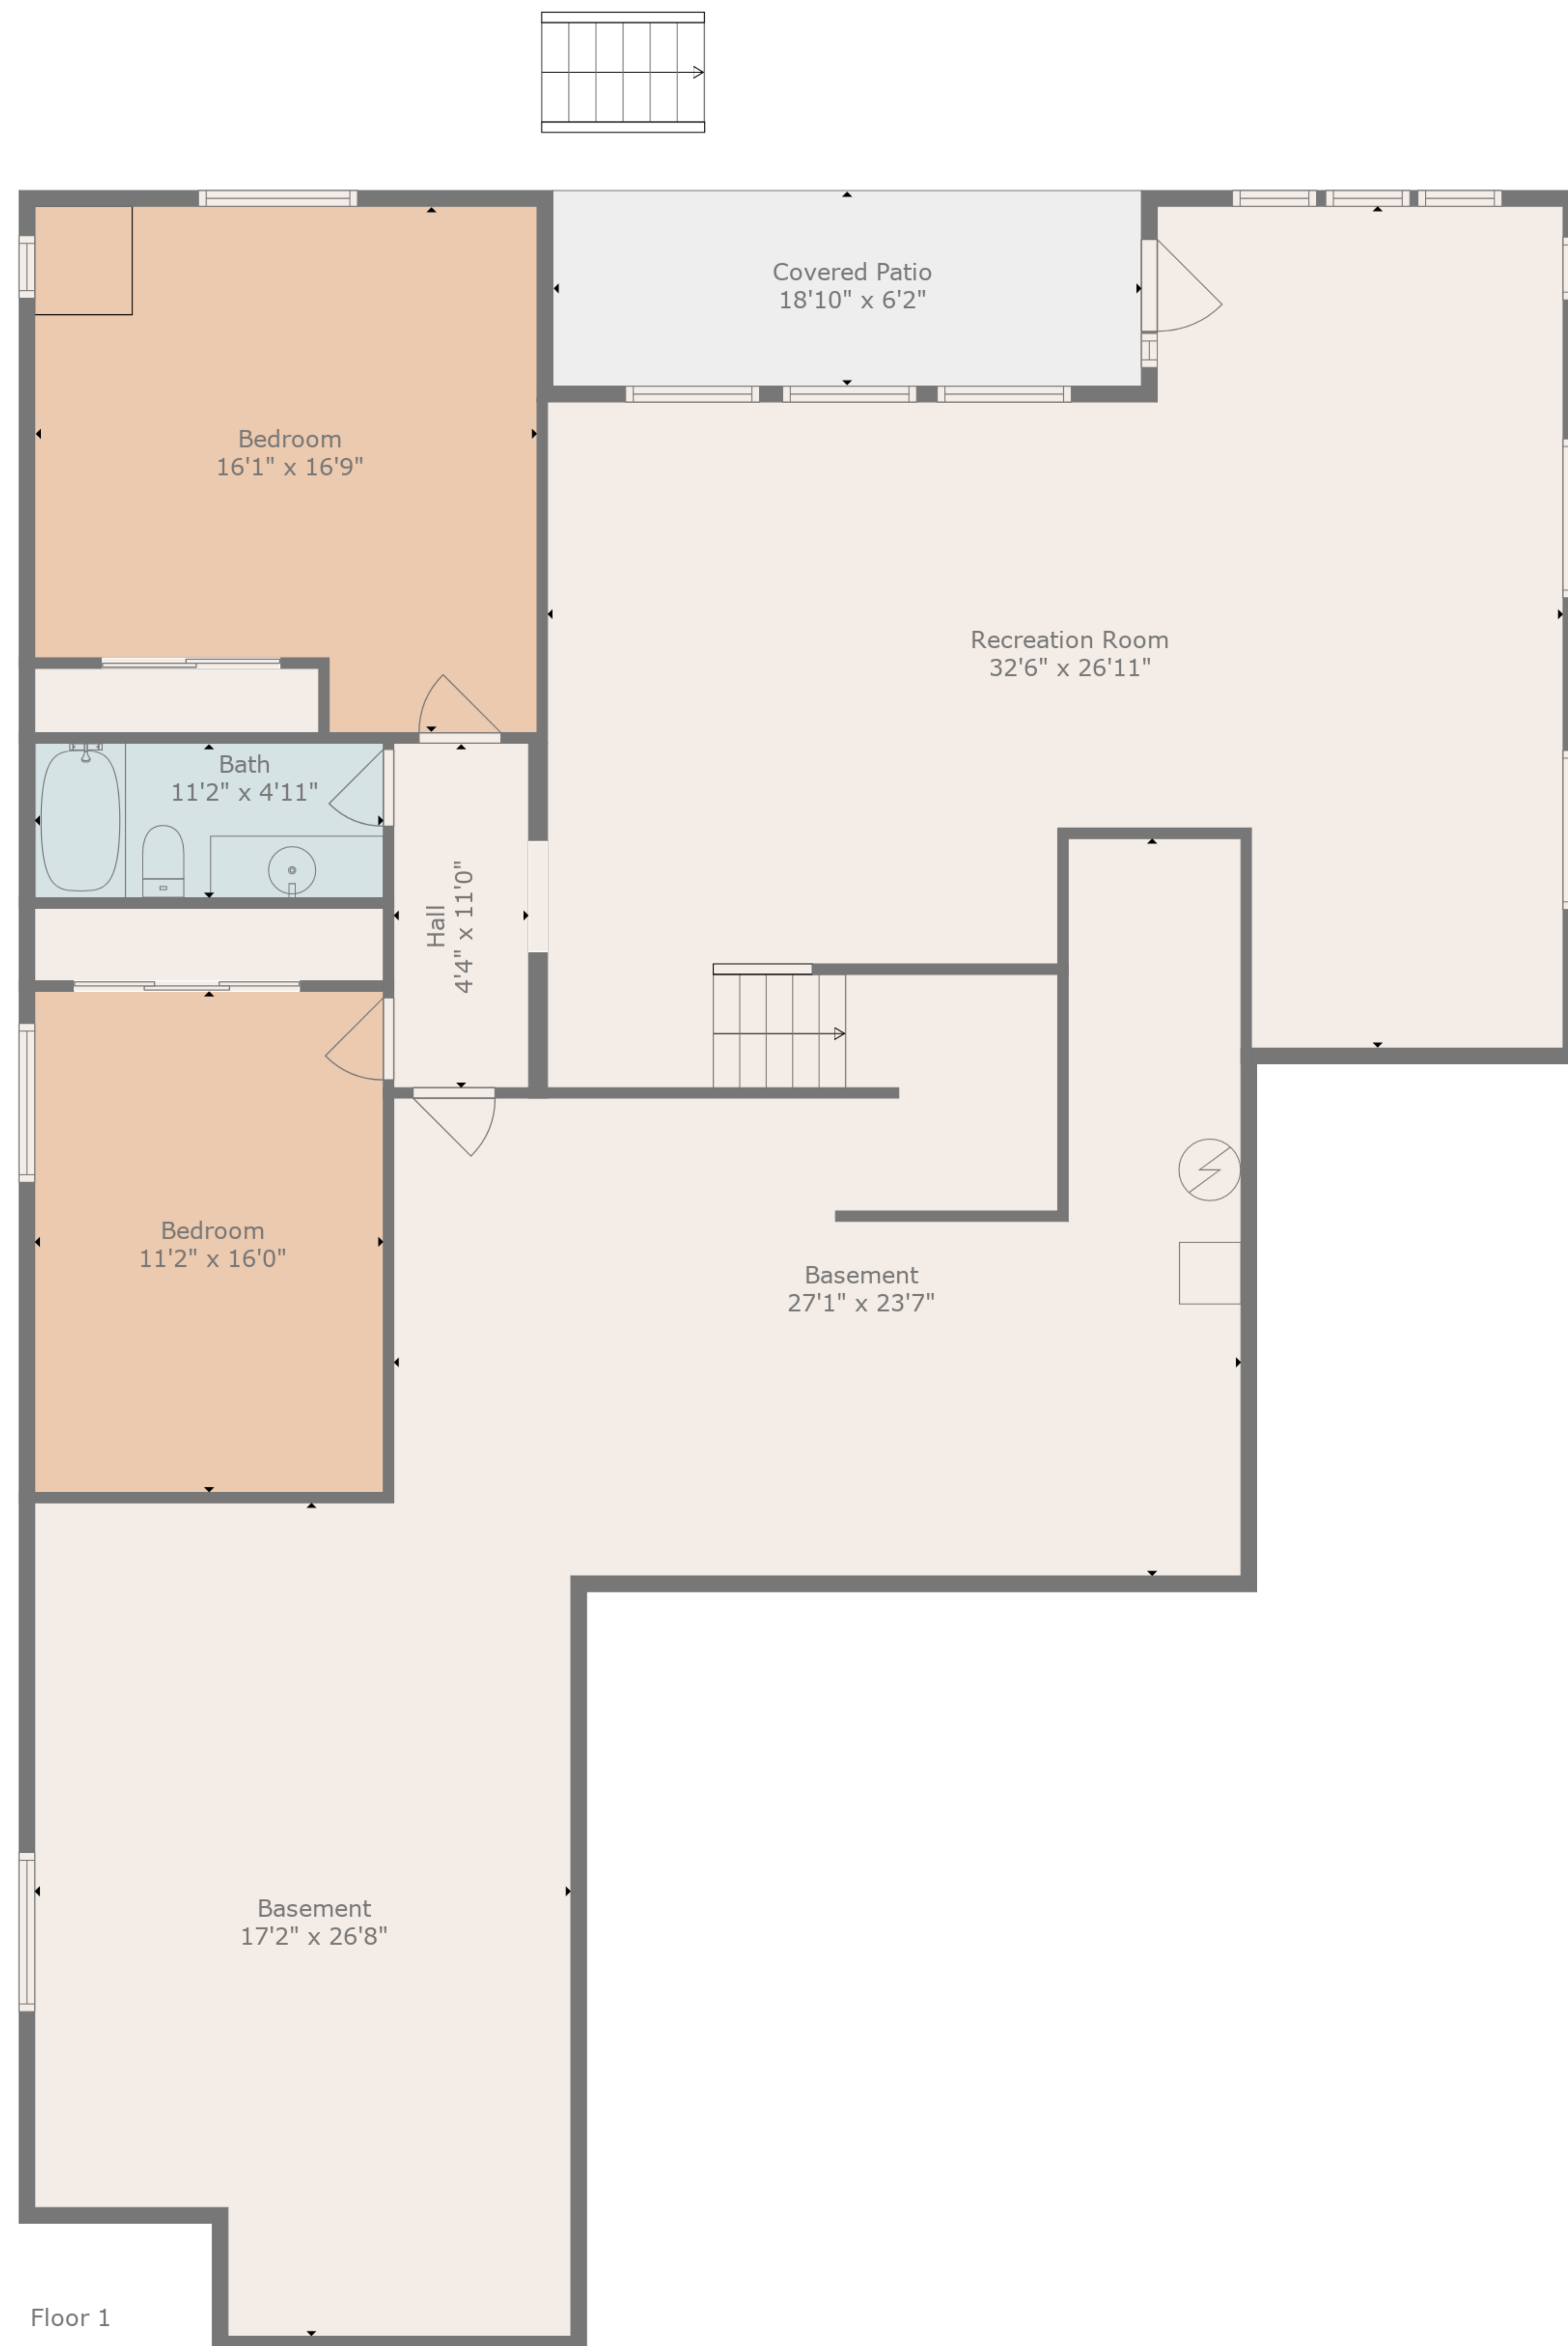 Covered Patio
18'10" x 6'2"
Bedroom
16'1" x 16'9"
Recreation Room
32'6" x 26'11"
Bath
11'2" x 4'11"
Hall
4'4" x 11'0"
Bedroom
11'2" x 16'0"
Basement
27'1" x 23'7"
Basement
17'2" x 26'8"
Floor 1